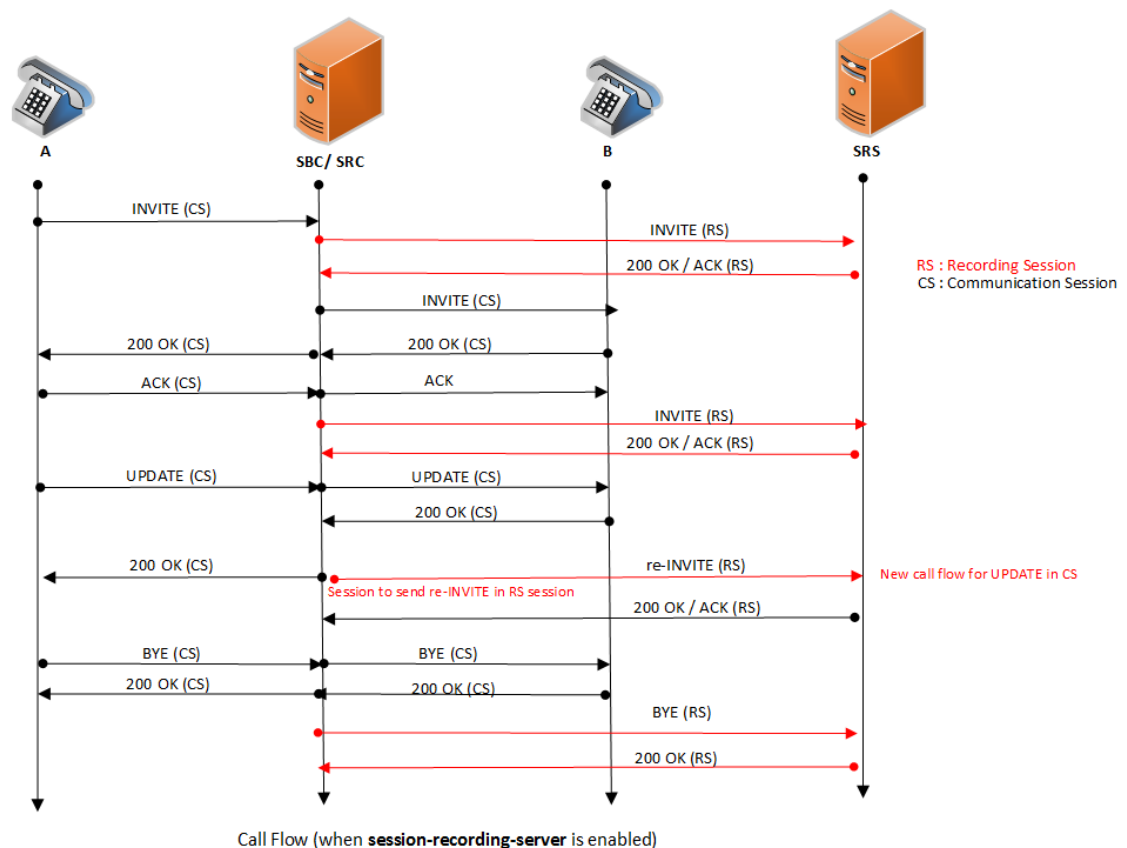 A
SBC/ SRC
B
SRS
INVITE (CS)
INVITE (RS)
200 OK / ACK (RS)
RS : Recording Session
CS : Communication Session
INVITE (CS)
200 OK (CS)
200 OK (CS)
ACK (CS)
ACK
INVITE (RS)
200 OK / ACK (RS)
UPDATE (CS)
UPDATE (CS)
200 OK (CS)
200 OK (CS)
re-INVITE (RS)
New call flow for UPDATE in CS
Session to send re-INVITE in RS session
200 OK / ACK (RS)
BYE (CS)
BYE (CS)
200 OK (CS)
200 OK (CS)
BYE (RS)
200 OK (RS)
Call Flow (when session-recording-server is enabled)